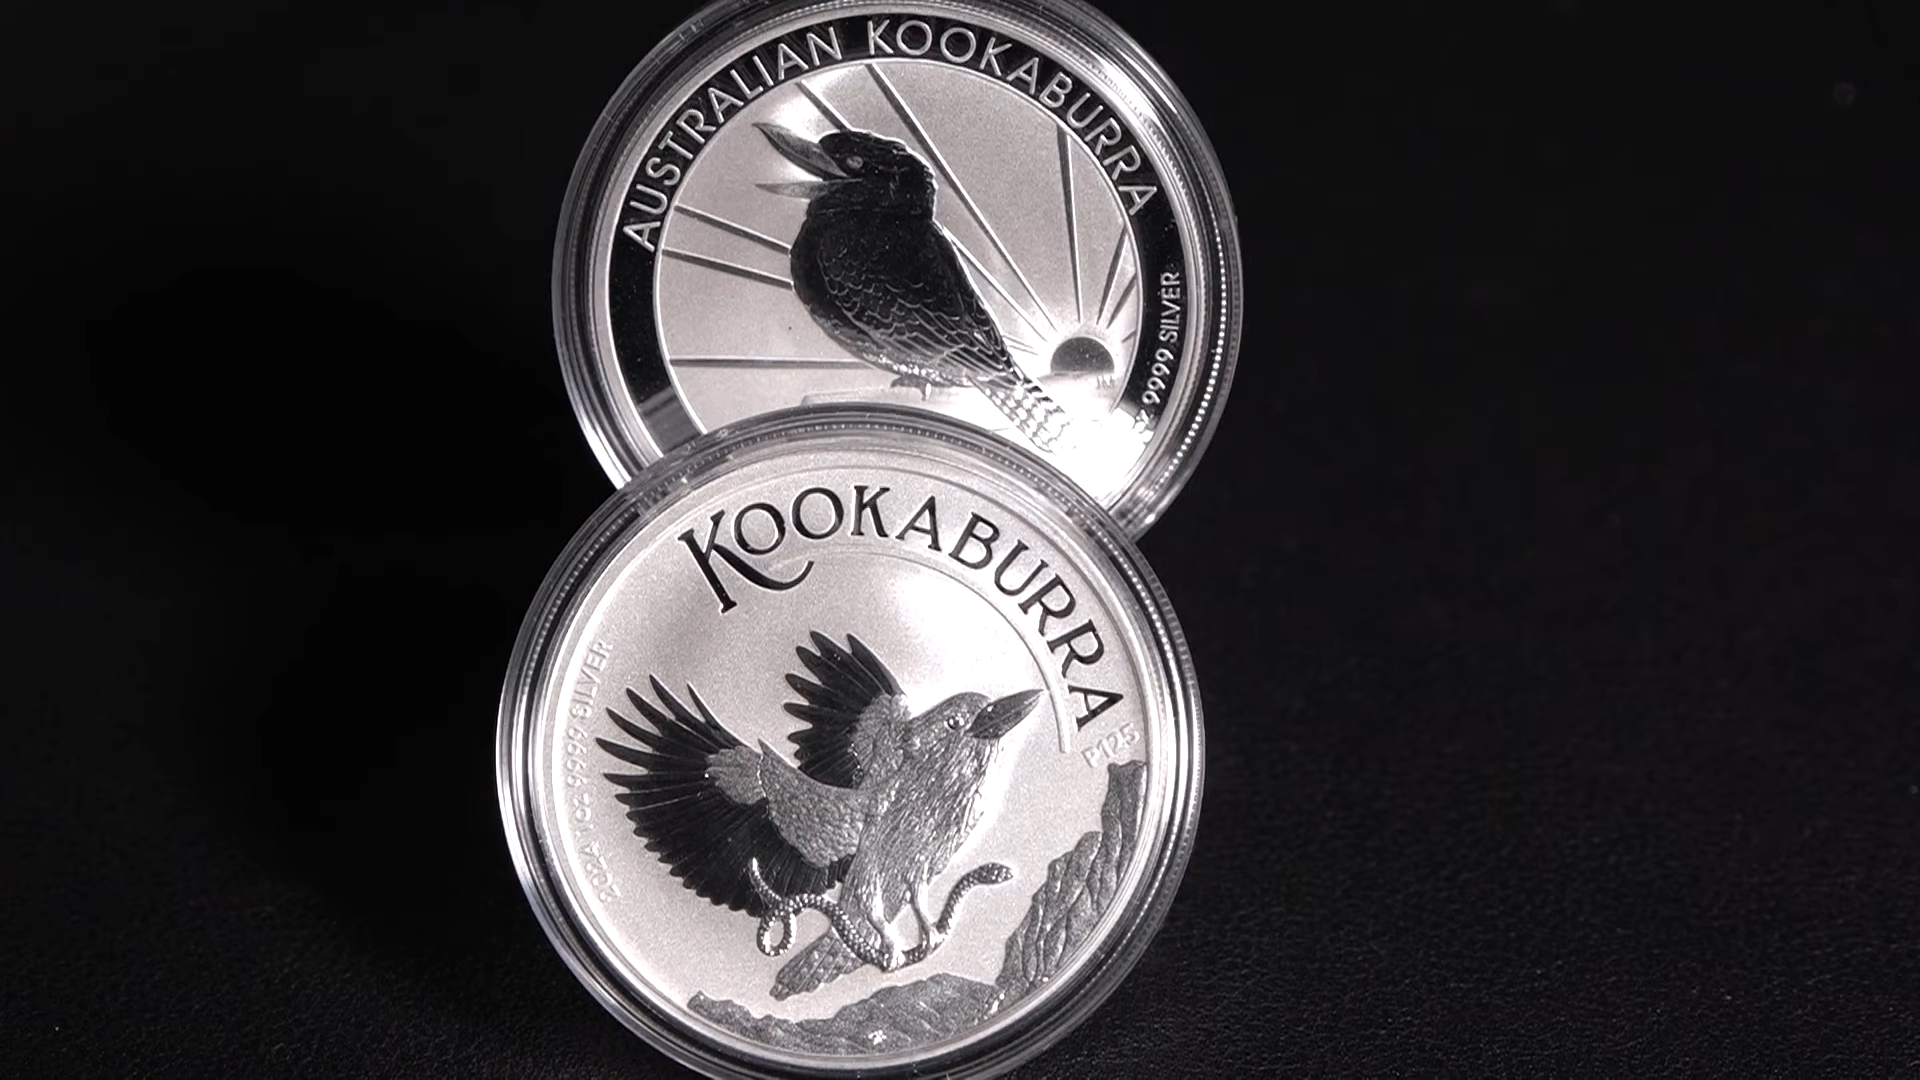 AUSTRALIAN KOOKABURRA
9999 SILVER
KOOKABURRA
2024 1oz 9999 SILVER
P125